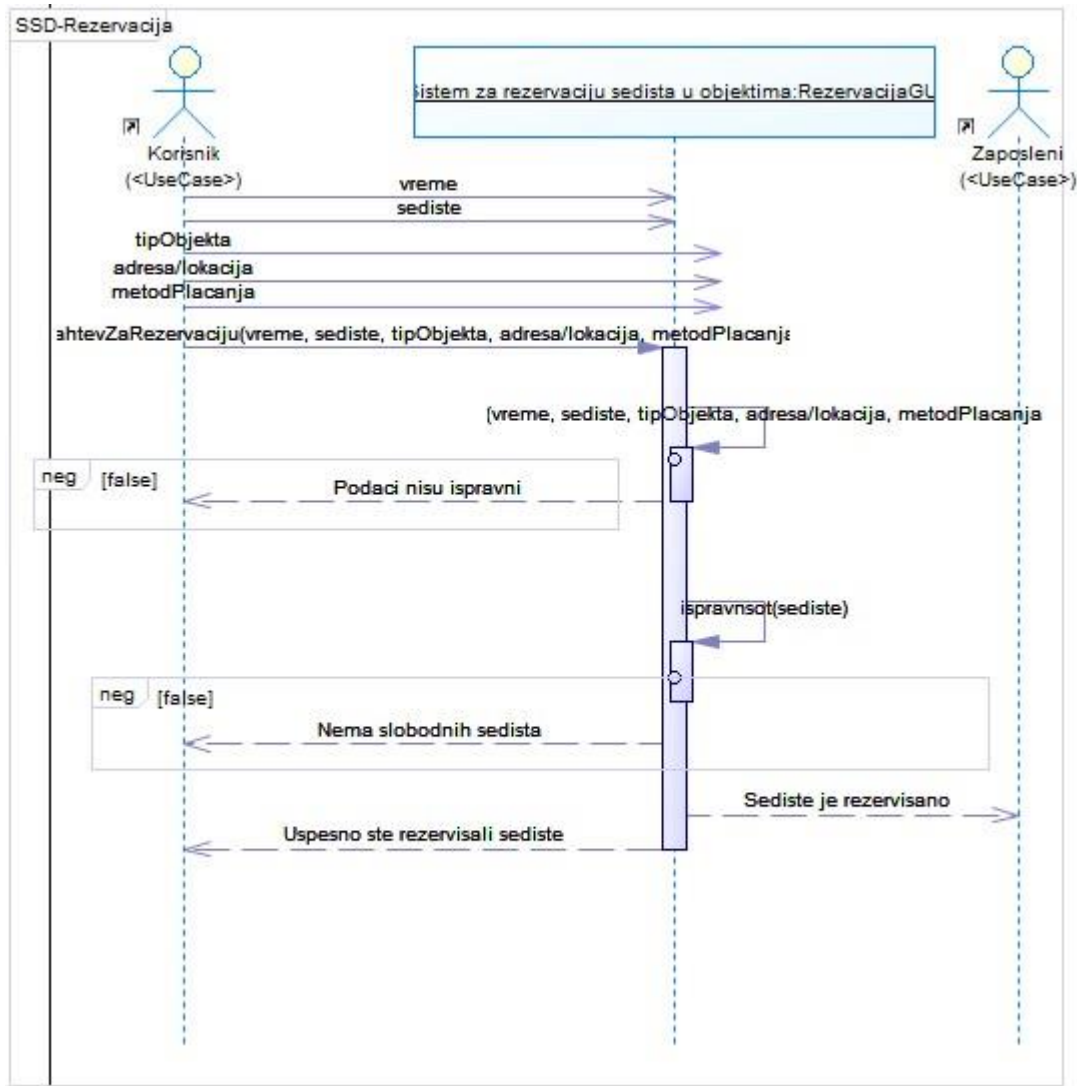 SSD-Rezervacija
Sistem za rezervaciju sedista u objektima:RezervacijaGU
Korisnik
(<UseCase>)
Zaposleni
(<UseCase>)
vreme
sediste
tipObjekta
adresa/lokacija
metodPlacanja
ahtevZaRezervaciju(vreme, sediste, tipObjekta, adresa/lokacija, metodPlacanja
(vreme, sediste, tipObjekta, adresa/lokacija, metodPlacanja
neg [false]
Podaci nisu ispravni
ispravnsot(sediste)
neg [false]
Nema slobodnih sedista
Sediste je rezervisano
Uspesno ste rezervisali sediste